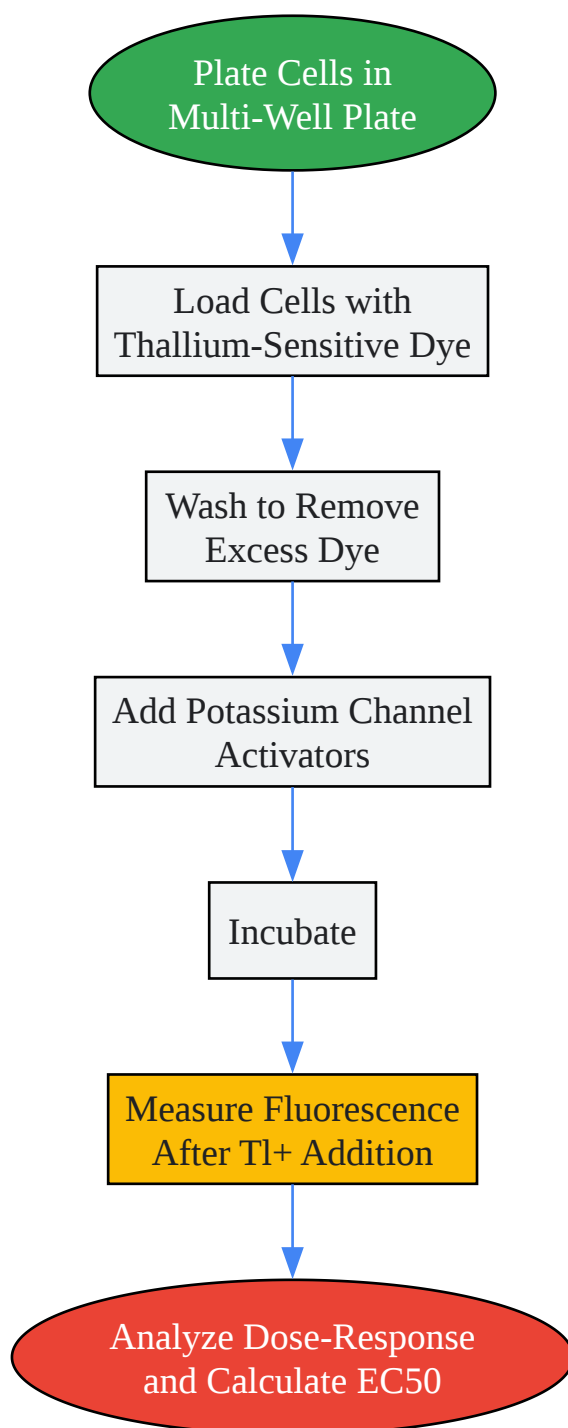 Plate Cells in
Multi-Well Plate
Load Cells with
Thallium-Sensitive Dye
Wash to Remove
Excess Dye
Add Potassium Channel
Activators
Incubate
Measure Fluorescence
After Tl+ Addition
Analyze Dose-Response
and Calculate EC50